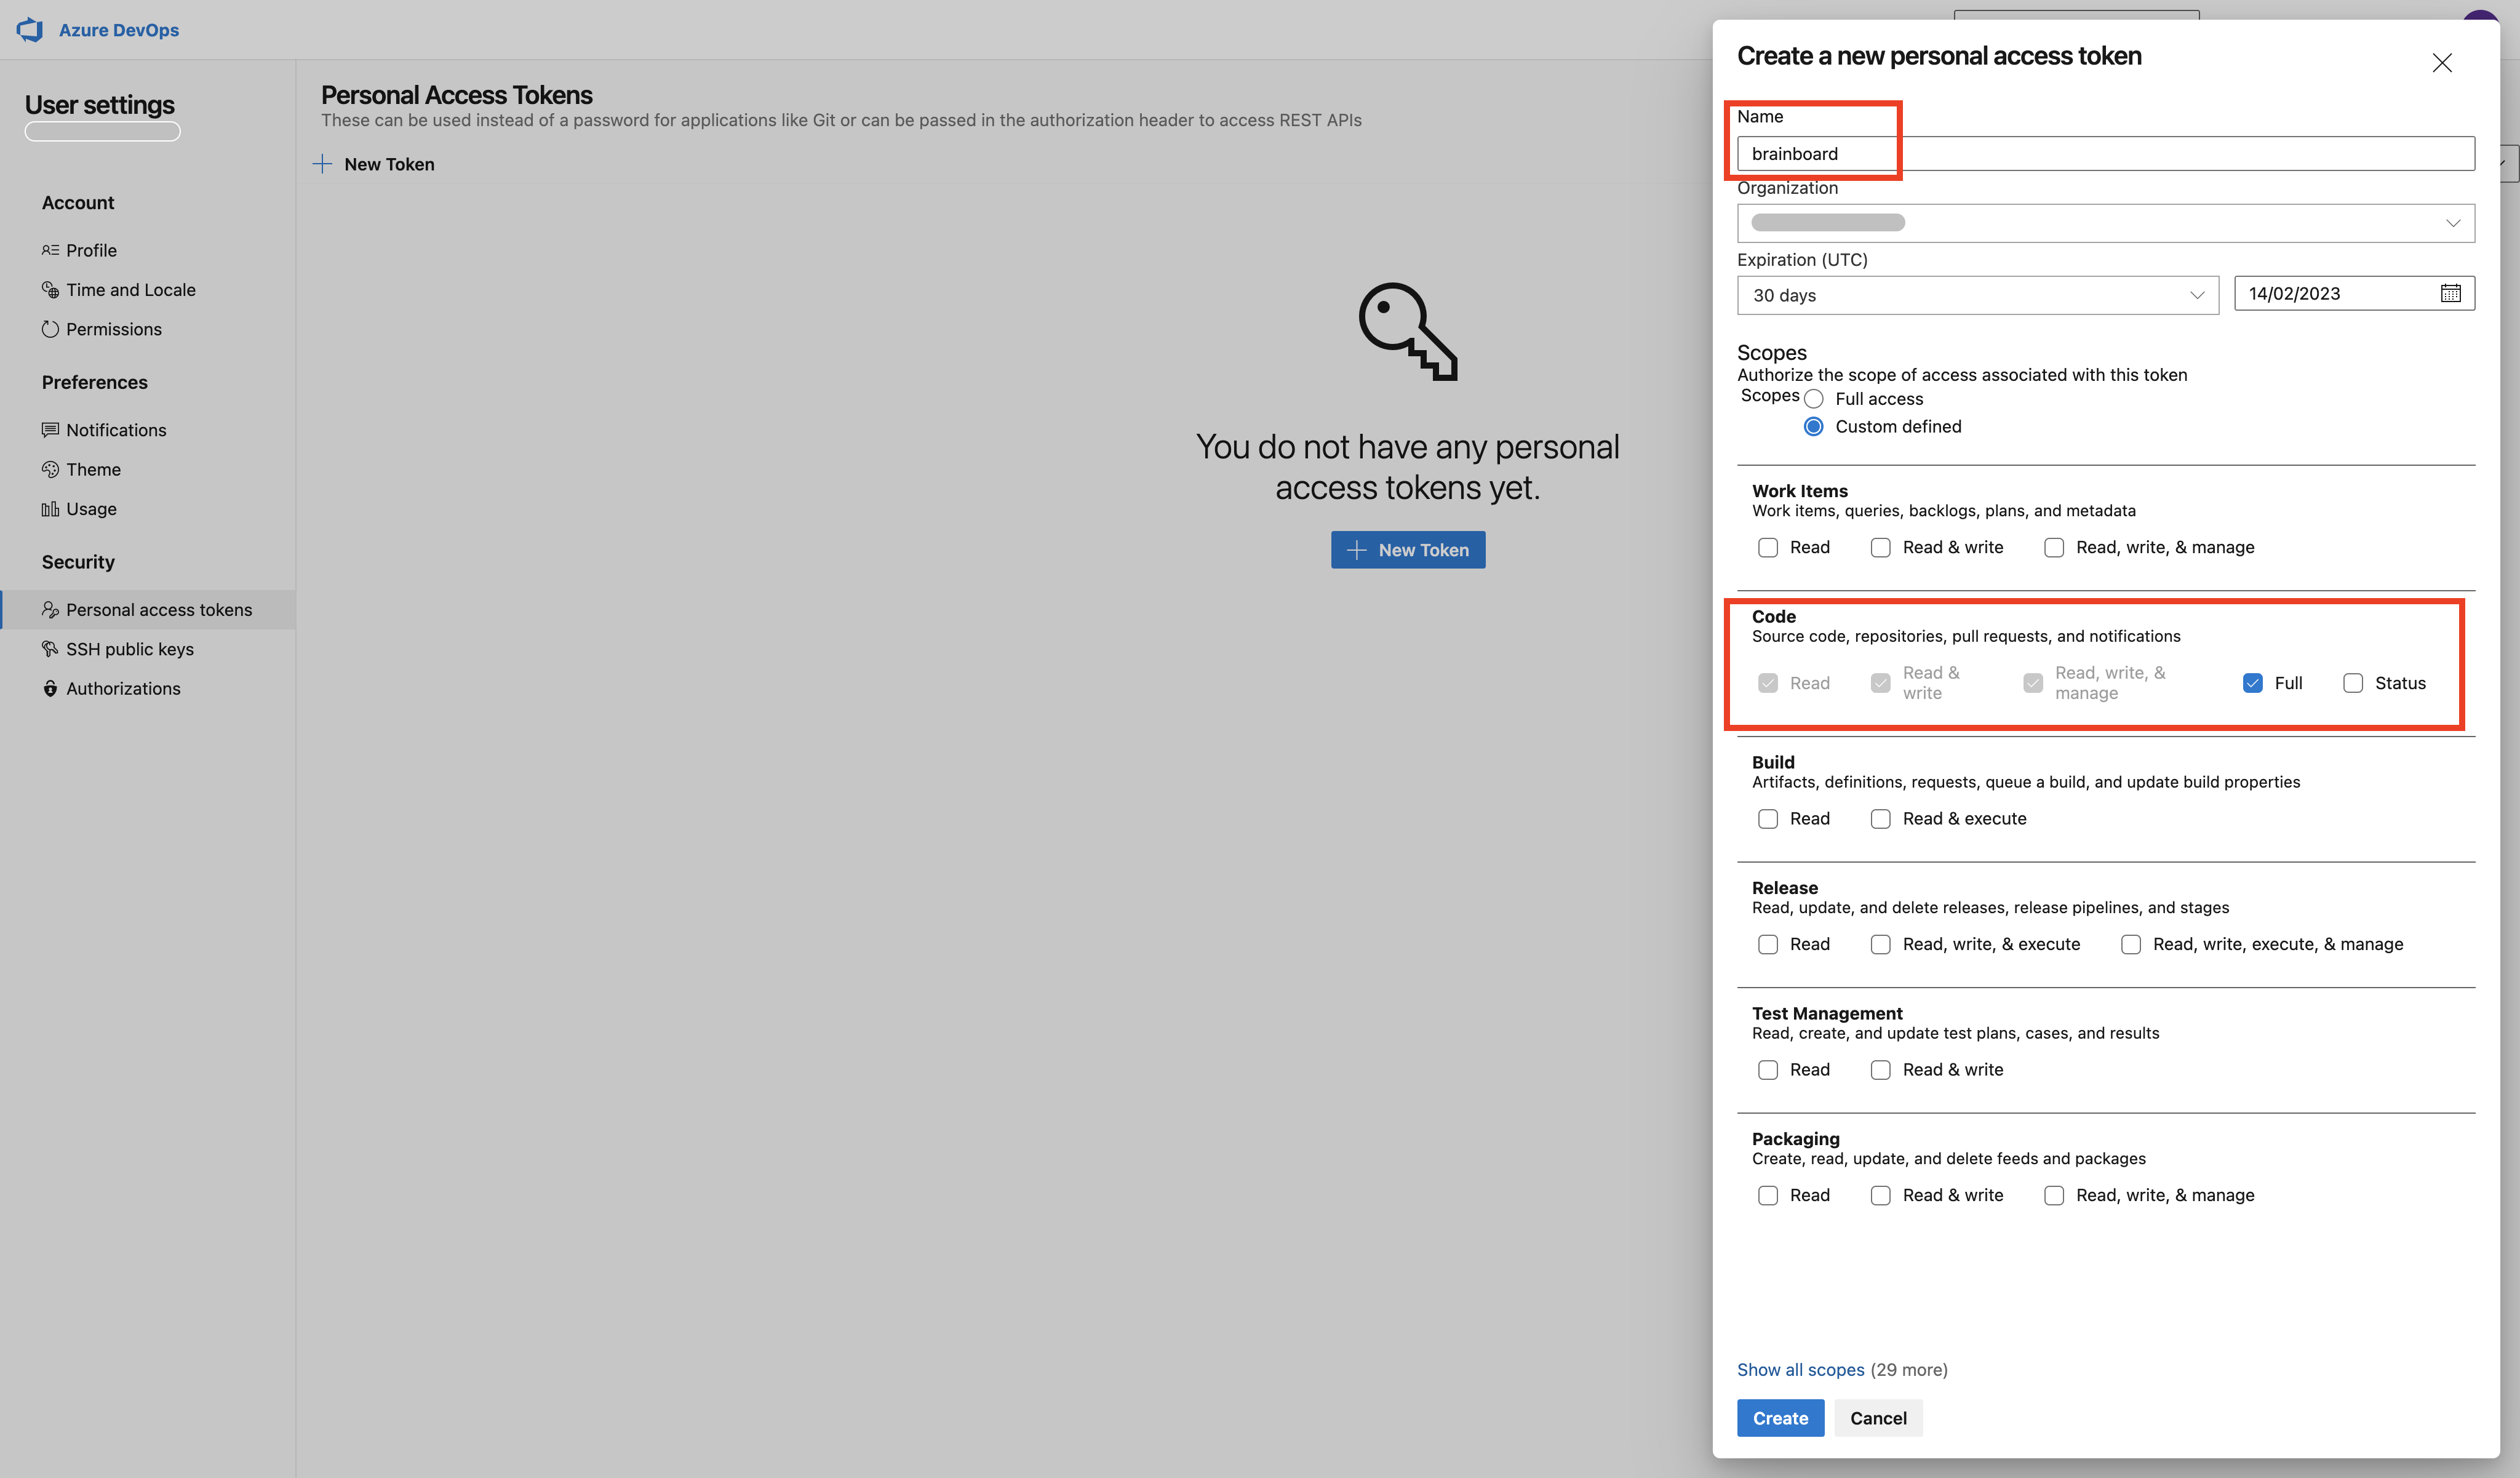 Azure DevOps
User settings
Account
Profile
Time and Locale
Permissions
Preferences
Notifications
Theme
Usage
Security
Personal access tokens
SSH public keys
Authorizations
Personal Access Tokens
These can be used instead of a password for applications like Git or can be passed in the authorization header to access REST APIs
New Token
You do not have any personal
access tokens yet.
New Token
Create a new personal access token
Name
brainboard
Organization
Expiration (UTC)
30 days
14/02/2023
Scopes
Authorize the scope of access associated with this token
Scopes
Full access
Custom defined
Work Items
Work items, queries, backlogs, plans, and metadata
Read Read & write Read, write, & manage
Code
Source code, repositories, pull requests, and notifications
Read Read & write Read, write, & manage Full Status
Build
Artifacts, definitions, requests, queue a build, and update build properties
Read Read & execute
Release
Read, update, and delete releases, release pipelines, and stages
Read Read, write, & execute Read, write, execute, & manage
Test Management
Read, create, and update test plans, cases, and results
Read Read & write
Packaging
Create, read, update, and delete feeds and packages
Read Read & write Read, write, & manage
Show all scopes (29 more)
Create Cancel